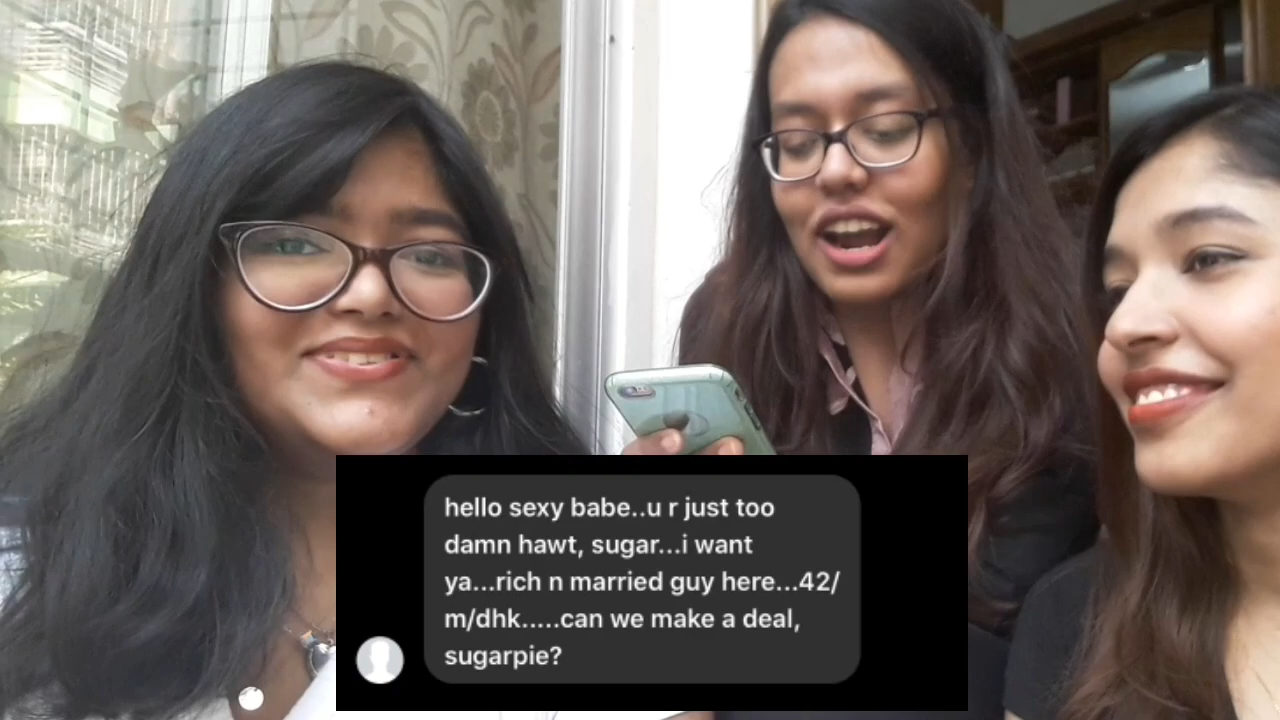 hello sexy babe..u r just too
damn hawt, sugar...i want
ya...rich n married guy here...42/
m/dhk.....can we make a deal,
sugarpie?